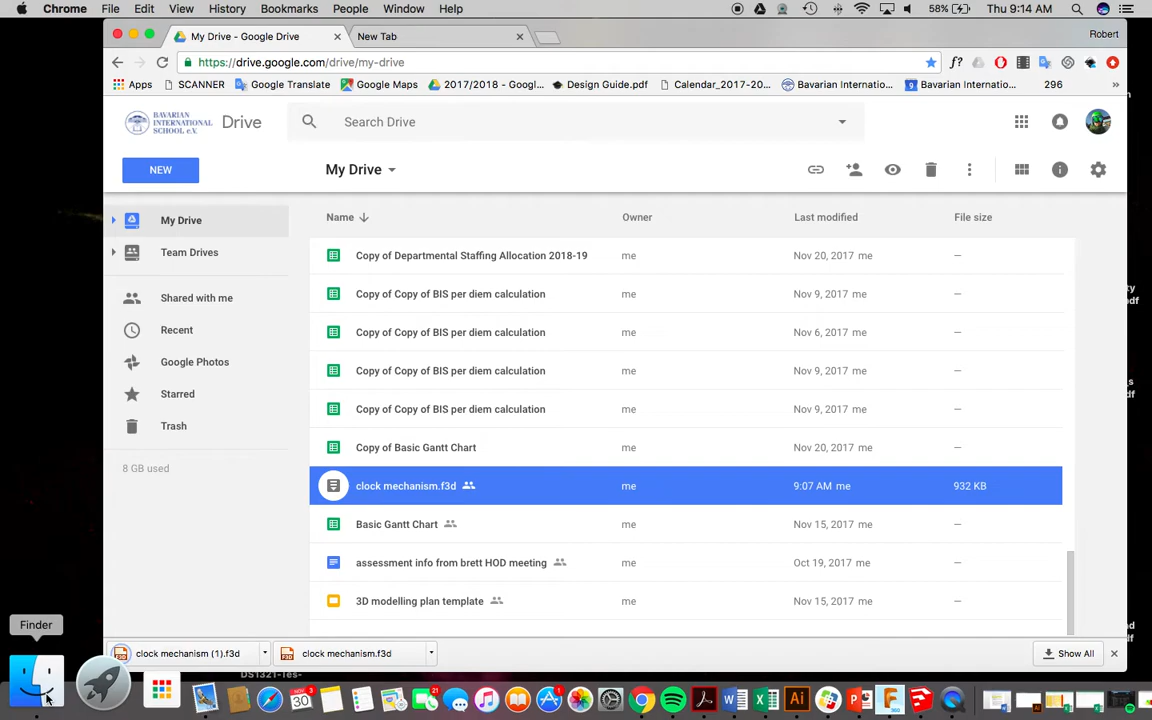 Chrome File Edit View History Bookmarks People Window Help 58% Thu 9:14 AM
My Drive - Google Drive New Tab Robert
https://drive.google.com/drive/my-drive
Apps SCANNER Google Translate Google Maps 2017/2018 - Googl... Design Guide.pdf Calendar_2017-20... Bavarian Internatio... Bavarian Internatio... 296 »
BAVARIAN
INTERNATIONAL
SCHOOL e.V.
Drive Search Drive
NEW My Drive
Name Owner Last modified File size
My Drive
Team Drives
Shared with me
Recent
Google Photos
Starred
Trash
8 GB used
Copy of Departmental Staffing Allocation 2018-19 me Nov 20, 2017 me —
Copy of Copy of BIS per diem calculation me Nov 9, 2017 me —
Copy of Copy of BIS per diem calculation me Nov 6, 2017 me —
Copy of Copy of BIS per diem calculation me Nov 9, 2017 me —
Copy of Copy of BIS per diem calculation me Nov 9, 2017 me —
Copy of Basic Gantt Chart me Nov 20, 2017 me —
clock mechanism.f3d me 9:07 AM me 932 KB
Basic Gantt Chart me Nov 15, 2017 me —
assessment info from brett HOD meeting me Oct 19, 2017 me —
3D modelling plan template me Nov 15, 2017 me —
Finder
clock mechanism (1).f3d clock mechanism.f3d Show All